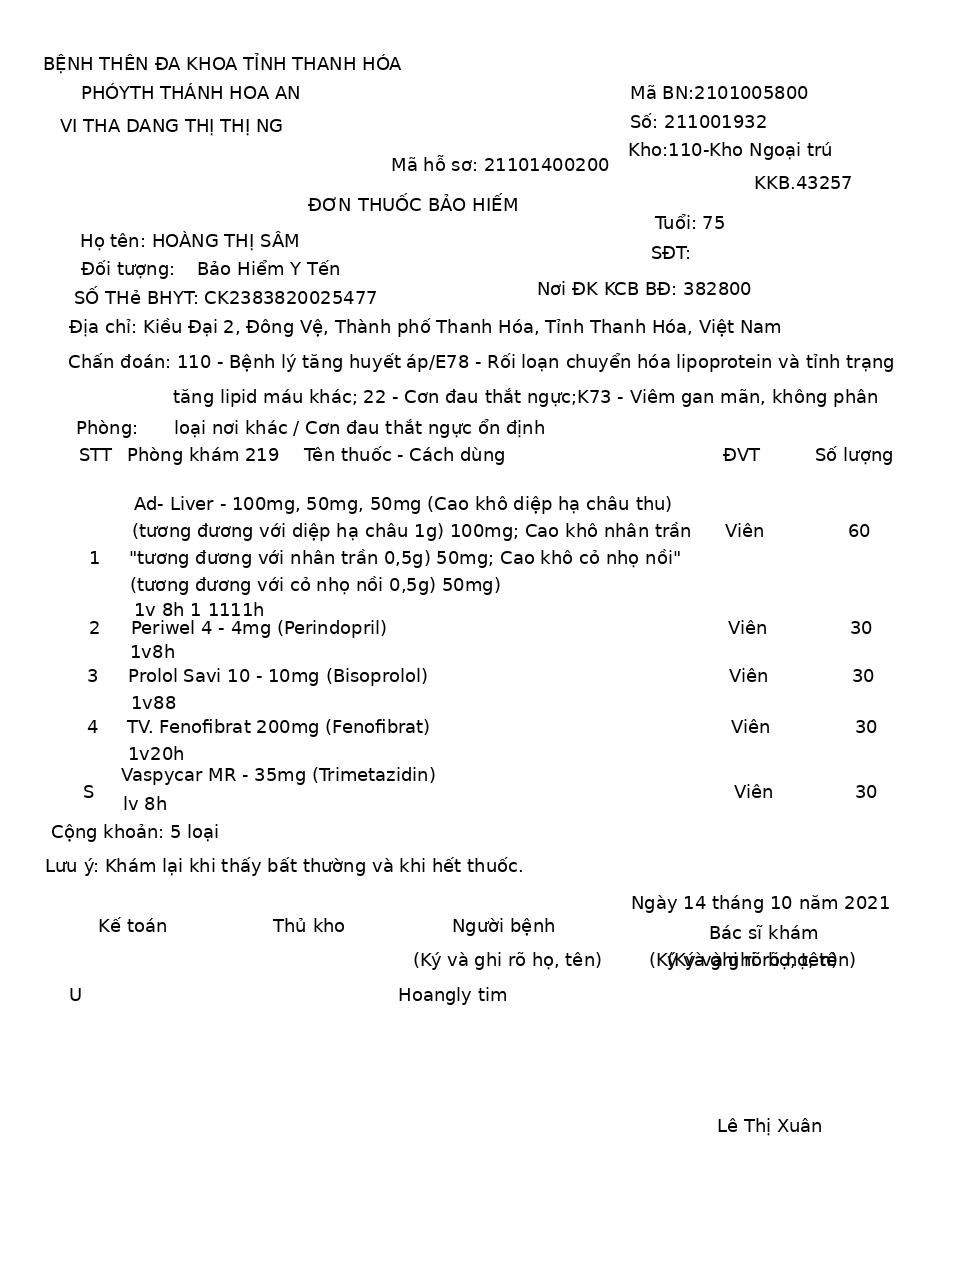 BỆNH THÊN ĐA KHOA TỈNH THANH HÓA
PHÓYTH THÁNH HOA AN
Mã BN:2101005800
VI THA DANG THỊ THỊ NG
Số: 211001932
Kho:110-Kho Ngoại trú
Mã hỗ sơ: 21101400200
KKB.43257
ĐƠN THUỐC BẢO HIẾM
Tuổi: 75
Họ tên: HOÀNG THỊ SÂM
SĐT:
Đối tượng: Bảo Hiểm Y Tến
Nơi ĐK KCB BĐ: 382800
SỐ THẻ BHYT: CK2383820025477
Địa chỉ: Kiều Đại 2, Đông Vệ, Thành phố Thanh Hóa, Tỉnh Thanh Hóa, Việt Nam
Chấn đoán: 110 - Bệnh lý tăng huyết áp/E78 - Rối loạn chuyển hóa lipoprotein và tỉnh trạng
tăng lipid máu khác; 22 - Cơn đau thắt ngực;K73 - Viêm gan mãn, không phân
Phòng: loại nơi khác / Cơn đau thắt ngực ổn định
STT Phòng khám 219 Tên thuốc - Cách dùng ĐVT Số lượng
Ad- Liver - 100mg, 50mg, 50mg (Cao khô diệp hạ châu thu)
(tương đương với diệp hạ châu 1g) 100mg; Cao khô nhân trần Viên 60
1 "tương đương với nhân trần 0,5g) 50mg; Cao khô cỏ nhọ nồi"
(tương đương với cỏ nhọ nồi 0,5g) 50mg)
1v 8h 1 1111h
2 Periwel 4 - 4mg (Perindopril) Viên 30
1v8h
3 Prolol Savi 10 - 10mg (Bisoprolol) Viên 30
1v88
4 TV. Fenofibrat 200mg (Fenofibrat) Viên 30
1v20h
Vaspycar MR - 35mg (Trimetazidin)
S Viên 30
lv 8h
Cộng khoản: 5 loại
Lưu ý: Khám lại khi thấy bất thường và khi hết thuốc.
Ngày 14 tháng 10 năm 2021
Kế toán Thủ kho Người bệnh Bác sĩ khám
(Ký và ghi rõ họ, tên) (Ký và ghi rõ họ, tên)
(Ký và ghi rõ họ, tên)
U Hoangly tim
Lê Thị Xuân